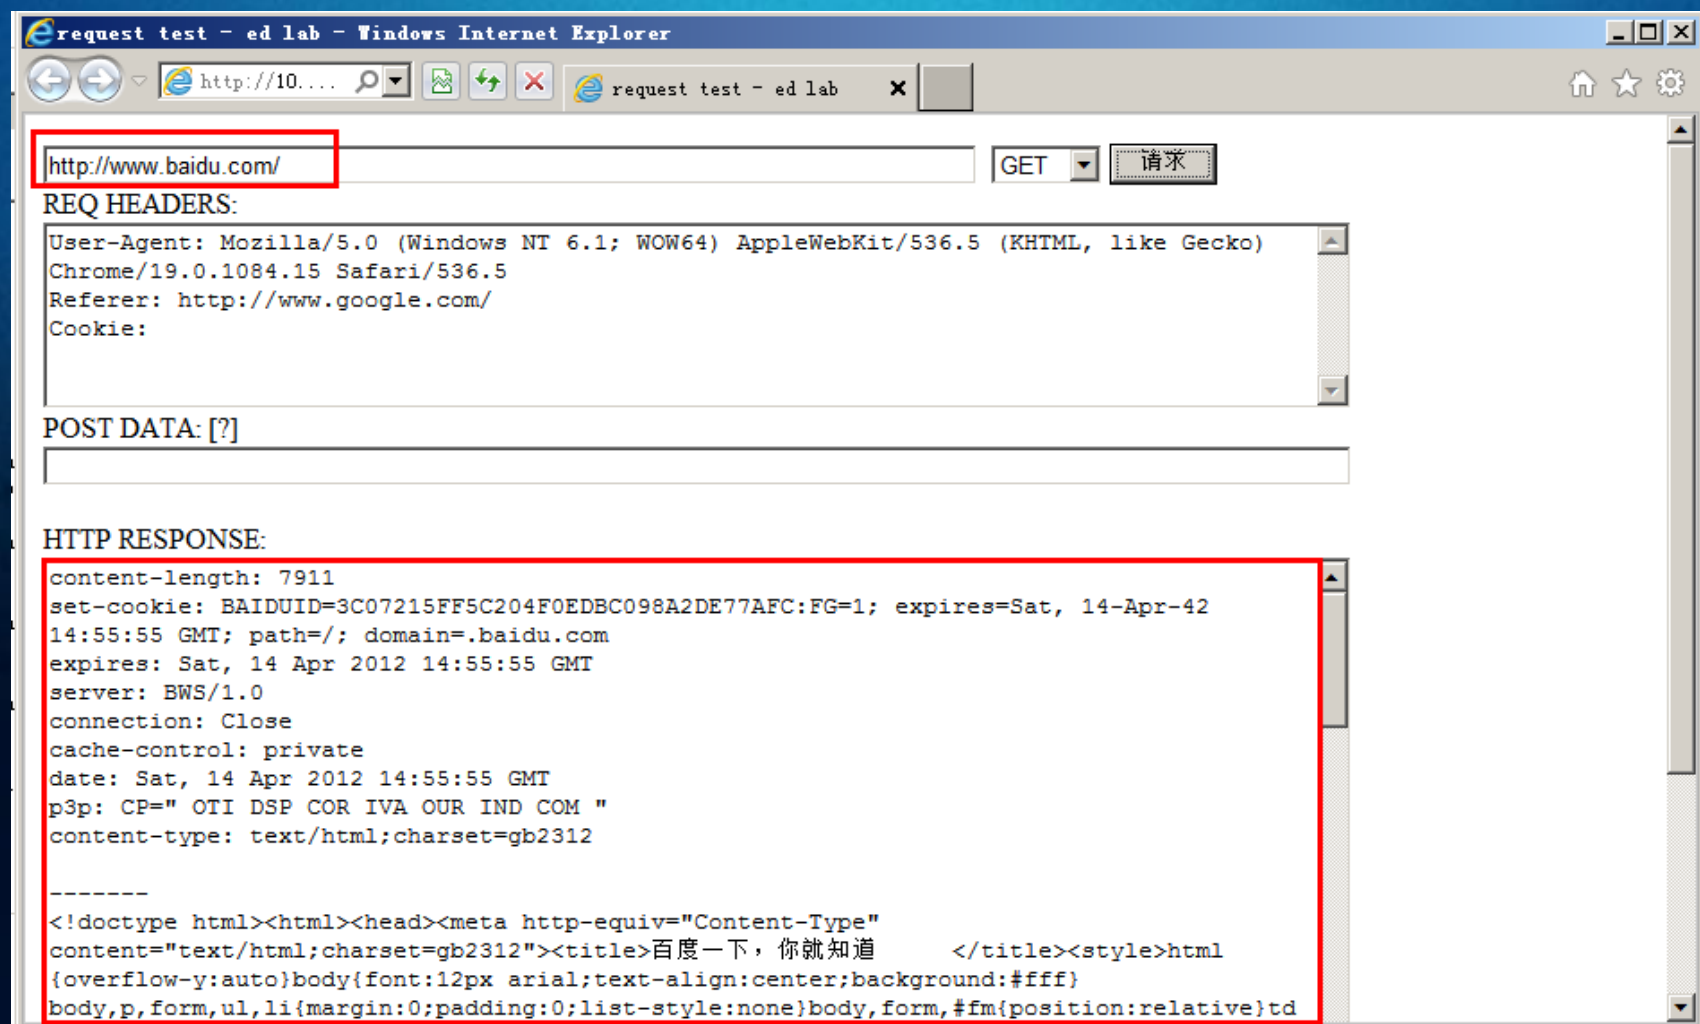 request test - ed lab - Windows Internet Explorer
http://10....
request test - ed lab
http://www.baidu.com/
GET
请求
REQ HEADERS:
User-Agent: Mozilla/5.0 (Windows NT 6.1; WOW64) AppleWebKit/536.5 (KHTML, like Gecko)
Chrome/19.0.1084.15 Safari/536.5
Referer: http://www.google.com/
Cookie:
POST DATA: [?]
HTTP RESPONSE:
content-length: 7911
set-cookie: BAIDUID=3C07215FF5C204F0EDBC098A2DE77AFC:FG=1; expires=Sat, 14-Apr-42
14:55:55 GMT; path=/; domain=.baidu.com
expires: Sat, 14 Apr 2012 14:55:55 GMT
server: BWS/1.0
connection: Close
cache-control: private
date: Sat, 14 Apr 2012 14:55:55 GMT
p3p: CP=" OTI DSP COR IVA OUR IND COM "
content-type: text/html;charset=gb2312
-------
<!doctype html><html><head><meta http-equiv="Content-Type"
content="text/html;charset=gb2312"><title>百度一下，你就知道      </title><style>html
{overflow-y:auto}body{font:12px arial;text-align:center;background:#fff}
body,p,form,ul,li{margin:0;padding:0;list-style:none}body,form,#fm{position:relative}td